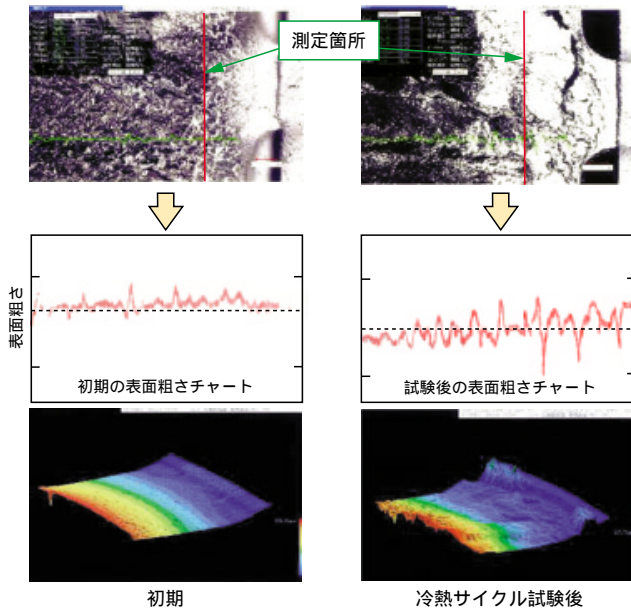 測定箇所
表面粗さ
初期の表面粗さチャート
試験後の表面粗さチャート
初期
冷熱サイクル試験後